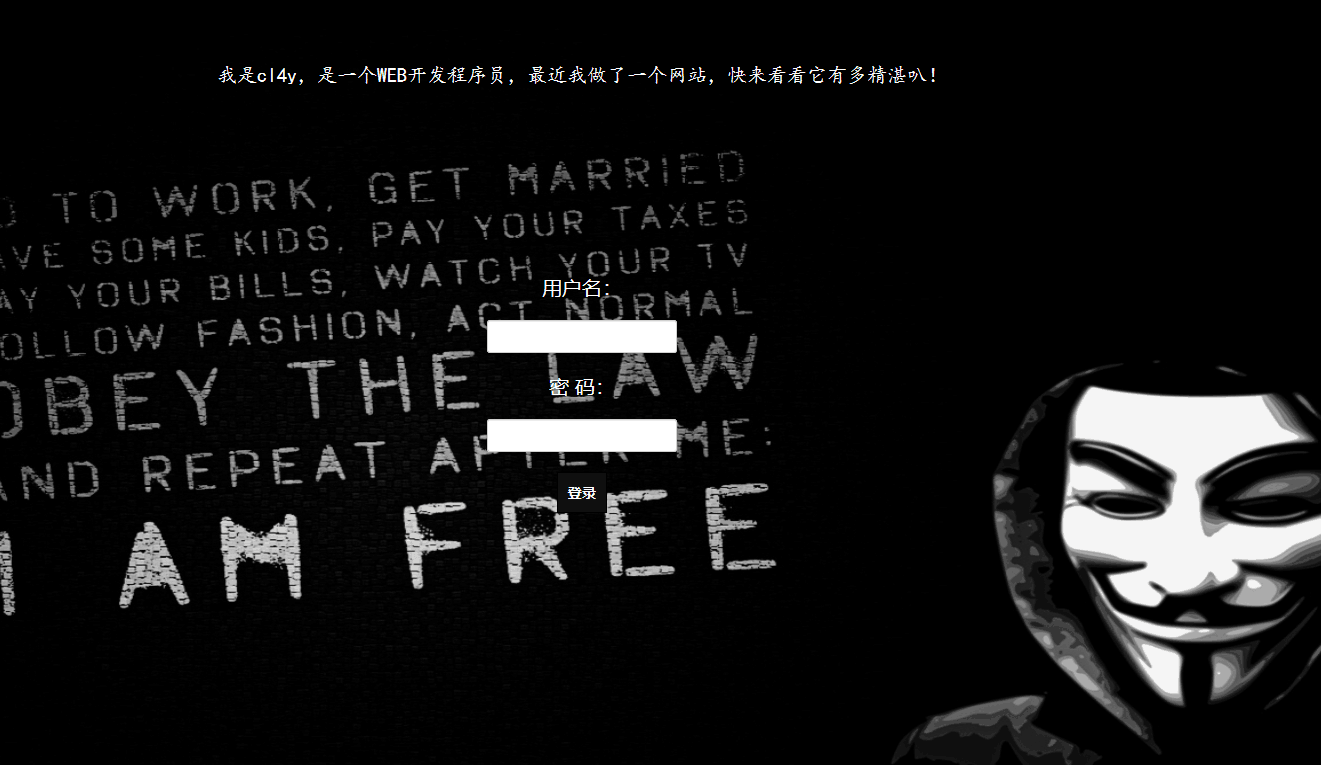 我是cl4y，是一个WEB开发程序员，最近我做了一个网站，快来看看它有多精湛叭！
TO WORK, GET MARRIED
SOME KIDS, PAY YOUR TAXES
YOUR BILLS, WATCH YOUR TV
FOLLOW FASHION, ACT NORMAL
OBEY THE LAW
AND REPEAT AFTER ME:
I AM FREE
用户名：
密 码：
登录